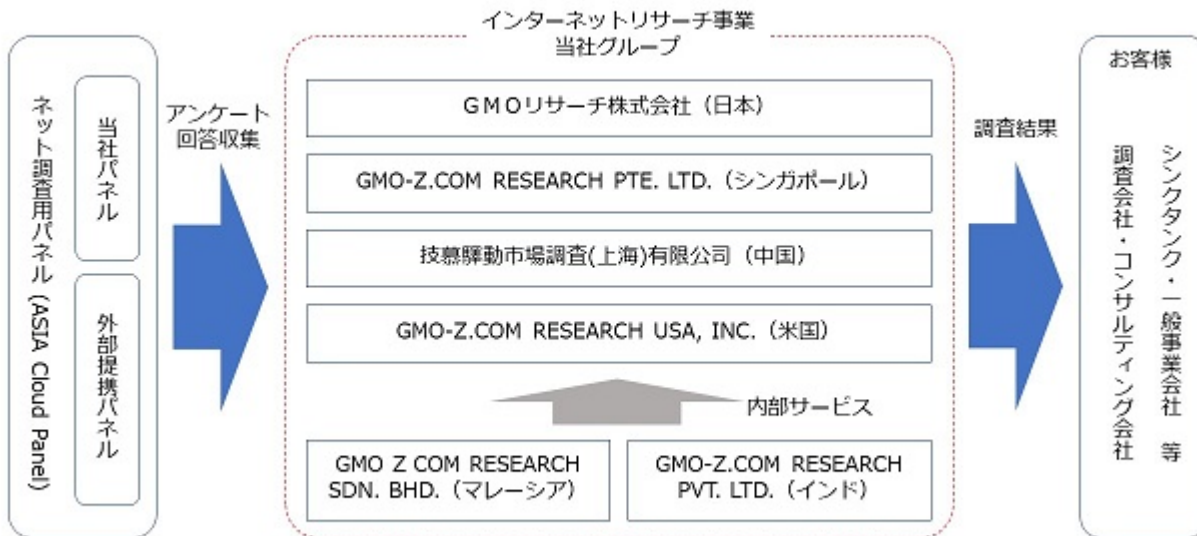 インターネットリサーチ事業
当社グループ
ネット調査用パネル (ASIA Cloud Panel)
当社パネル
外部提携パネル
アンケート
回答収集
GMOリサーチ株式会社（日本）
GMO-Z.COM RESEARCH PTE. LTD.（シンガポール）
技慕驛動市場調査(上海)有限公司（中国）
GMO-Z.COM RESEARCH USA, INC.（米国）
内部サービス
GMO Z COM RESEARCH
SDN. BHD.（マレーシア）
GMO-Z.COM RESEARCH
PVT. LTD.（インド）
調査結果
お客様
シンクタンク・一般事業会社　等
調査会社・コンサルティング会社